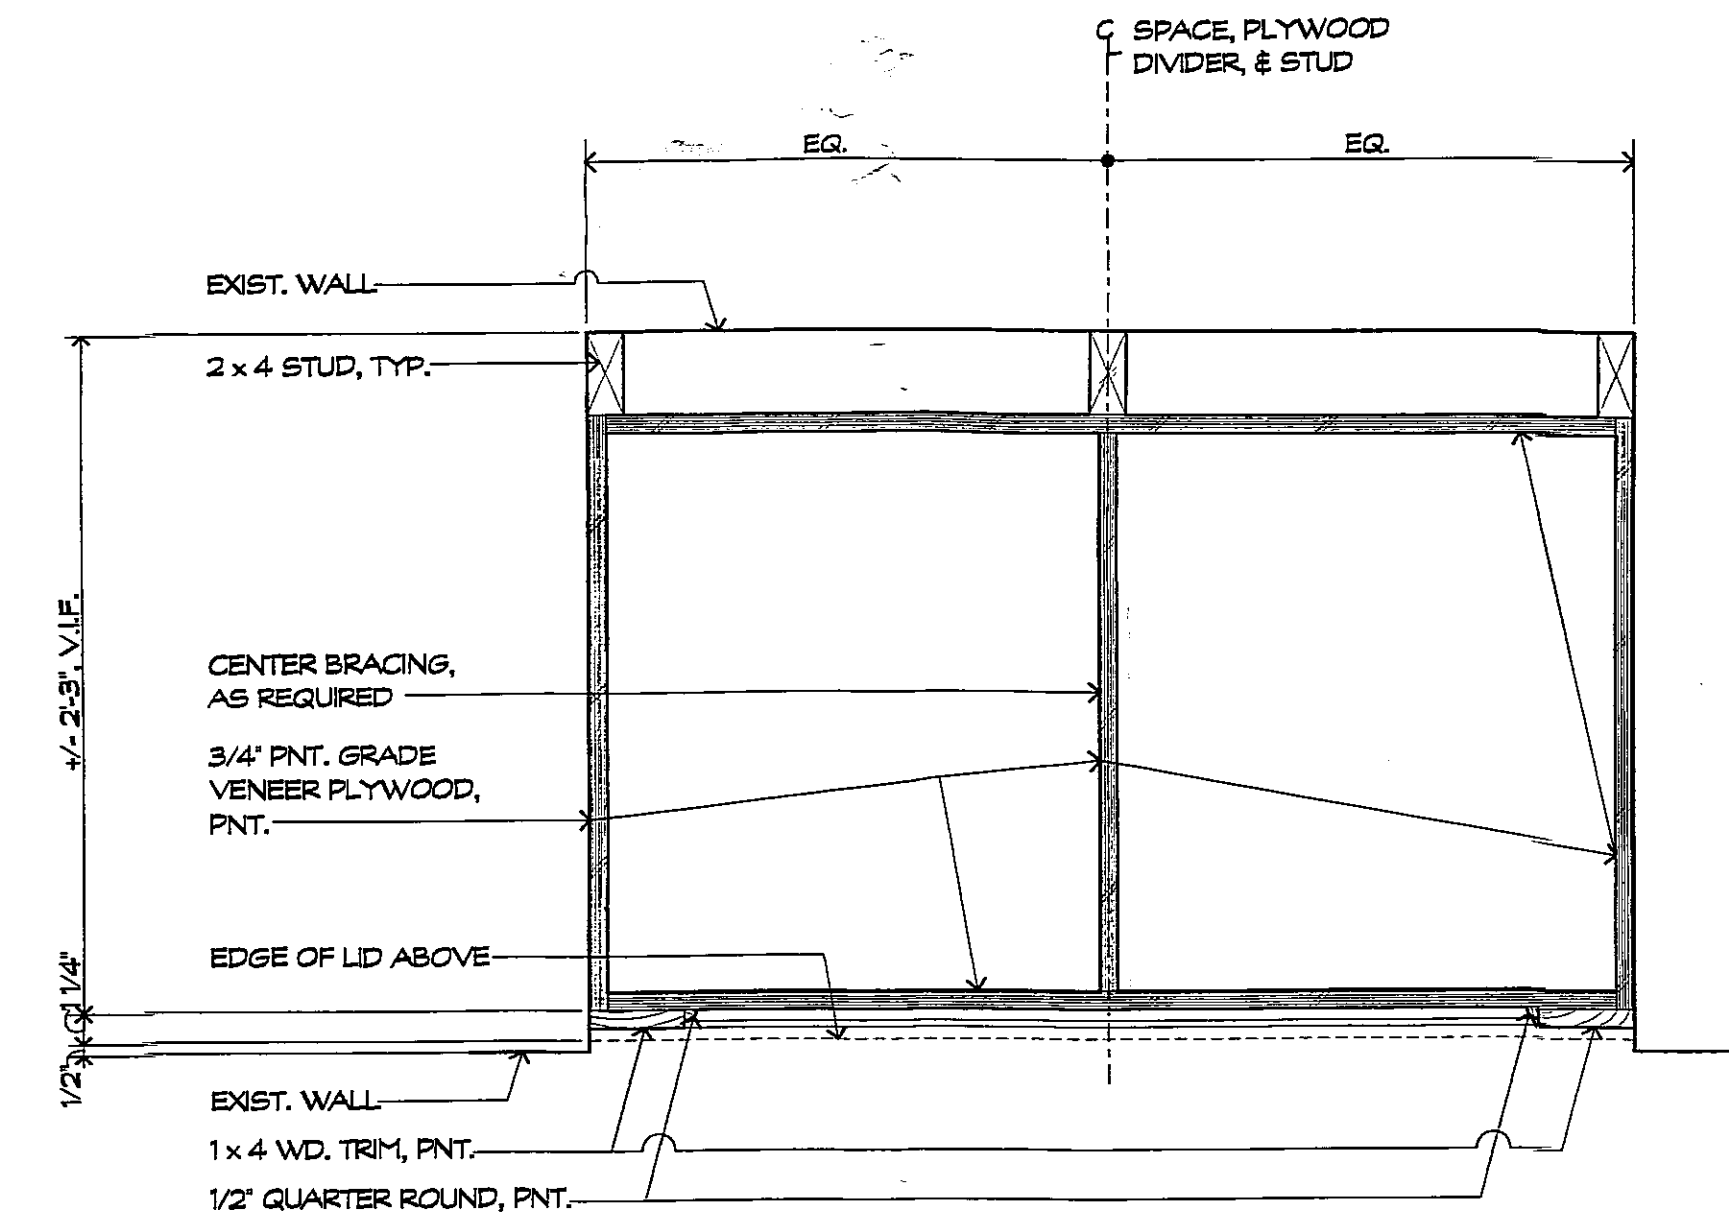 ℄ SPACE, PLYWOOD
DIVIDER, & STUD
EQ.
EQ.
EXIST. WALL
2 x 4 STUD, TYP.
+/- 2'-3", V.I.F.
CENTER BRACING,
AS REQUIRED
3/4" PNT. GRADE
VENEER PLYWOOD,
PNT.
EDGE OF LID ABOVE
1 1/4"
1/2"
EXIST. WALL
1 x 4 WD. TRIM, PNT.
1/2" QUARTER ROUND, PNT.